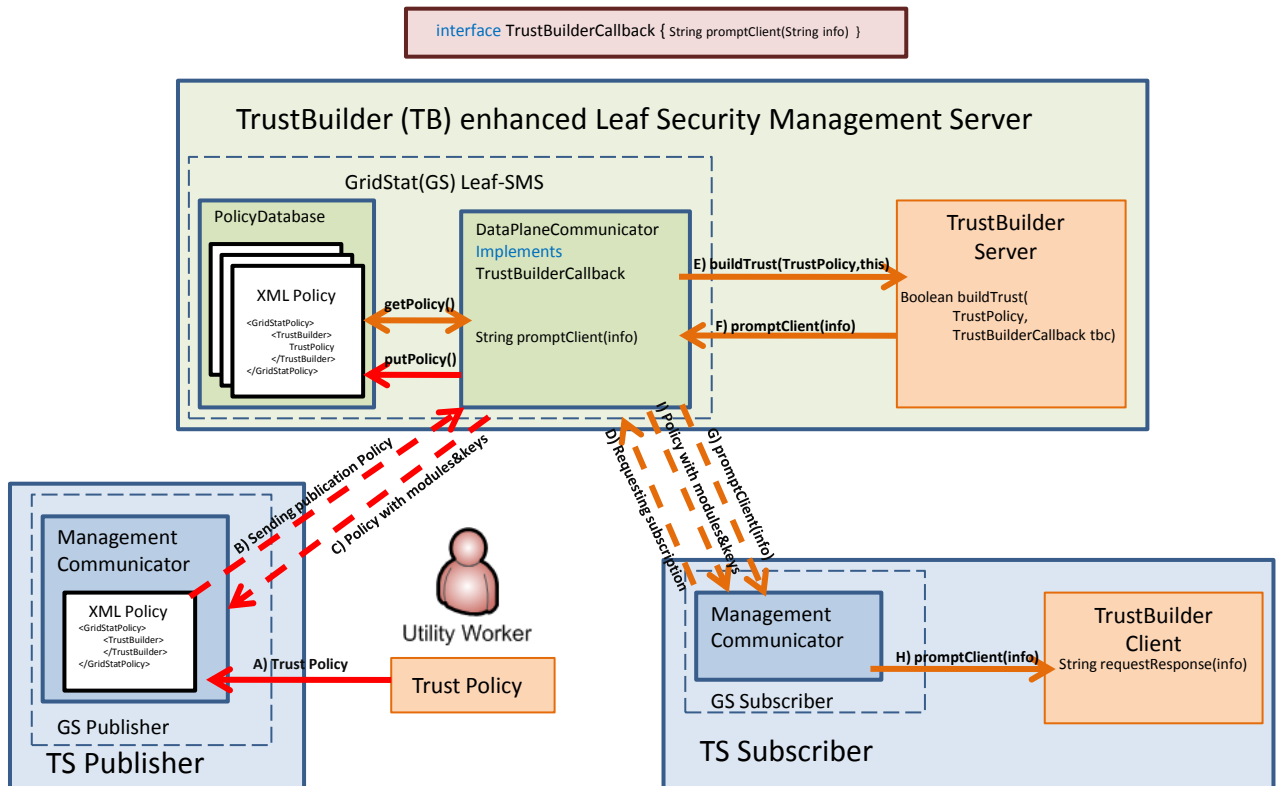 interface TrustBuilderCallback { String promptClient(String info) }
TrustBuilder (TB) enhanced Leaf Security Management Server
GridStat(GS) Leaf-SMS
PolicyDatabase
XML Policy
<GridStatPolicy>
<TrustBuilder>
TrustPolicy
</TrustBuilder>
</GridStatPolicy>
getPolicy()
putPolicy()
DataPlaneCommunicator
Implements
TrustBuilderCallback
String promptClient(info)
E) buildTrust(TrustPolicy,this)
F) promptClient(info)
TrustBuilder
Server
Boolean buildTrust(
TrustPolicy,
TrustBuilderCallback tbc)
B) Sending publication Policy
C) Policy with modules&keys
D) Requesting subscription
I) Policy with modules&keys
G) promptClient(info)
Management
Communicator
XML Policy
<GridStatPolicy>
<TrustBuilder>
</TrustBuilder>
</GridStatPolicy>
GS Publisher
TS Publisher
Utility Worker
A) Trust Policy
Trust Policy
Management
Communicator
GS Subscriber
TS Subscriber
H) promptClient(info)
TrustBuilder
Client
String requestResponse(info)